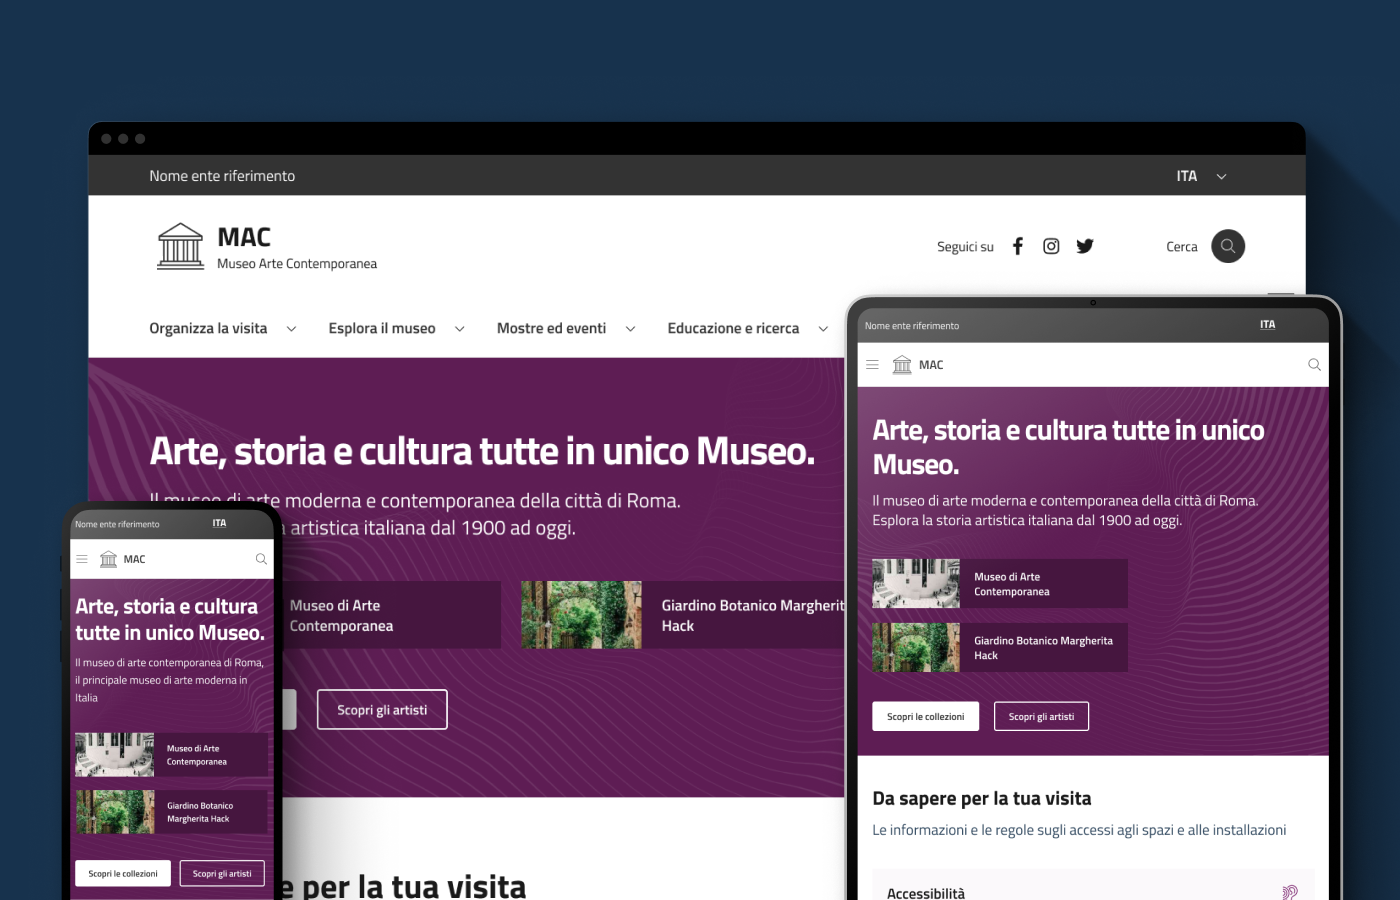 Nome ente riferimento
ITA
MAC
Museo Arte Contemporanea
Seguici su
Cerca
Organizza la visita
Esplora il museo
Mostre ed eventi
Educazione e ricerca
Arte, storia e cultura tutte in unico Museo.
Il museo di arte moderna e contemporanea della città di Roma.
artistica italiana dal 1900 ad oggi.
Museo di Arte
Contemporanea
Giardino Botanico Margherit
Hack
Scopri gli artisti
e per la tua visita
Nome ente riferimento
ITA
MAC
Arte, storia e cultura
tutte in unico Museo.
Il museo di arte contemporanea di Roma,
il principale museo di arte moderna in
Italia
Museo di Arte
Contemporanea
Giardino Botanico
Margherita Hack
Scopri le collezioni
Scopri gli artisti
Nome ente riferimento
ITA
MAC
Arte, storia e cultura tutte in unico
Museo.
Il museo di arte moderna e contemporanea della città di Roma.
Esplora la storia artistica italiana dal 1900 ad oggi.
Museo di Arte
Contemporanea
Giardino Botanico Margherita
Hack
Scopri le collezioni
Scopri gli artisti
Da sapere per la tua visita
Le informazioni e le regole sugli accessi agli spazi e alle installazioni
Accessibilità